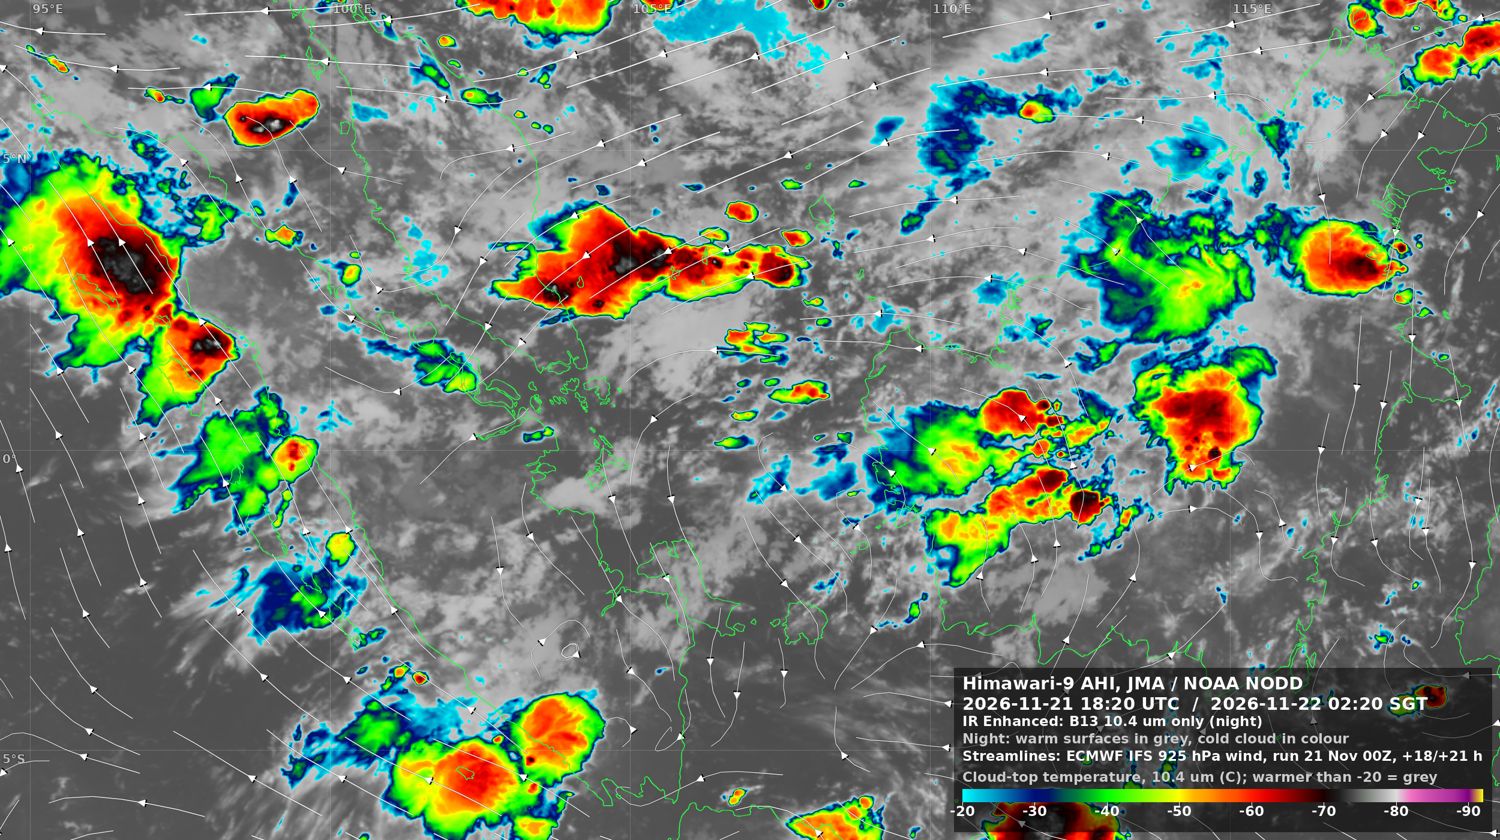 95°E 100°E 105°E 110°E 115°E
5°N
0°
5°S
Himawari-9 AHI, JMA / NOAA NODD
2026-11-21 18:20 UTC / 2026-11-22 02:20 SGT
IR Enhanced: B13 10.4 um only (night)
Night: warm surfaces in grey, cold cloud in colour
Streamlines: ECMWF IFS 925 hPa wind, run 21 Nov 00Z, +18/+21 h
Cloud-top temperature, 10.4 um (C); warmer than -20 = grey
-20 -30 -40 -50 -60 -70 -80 -90